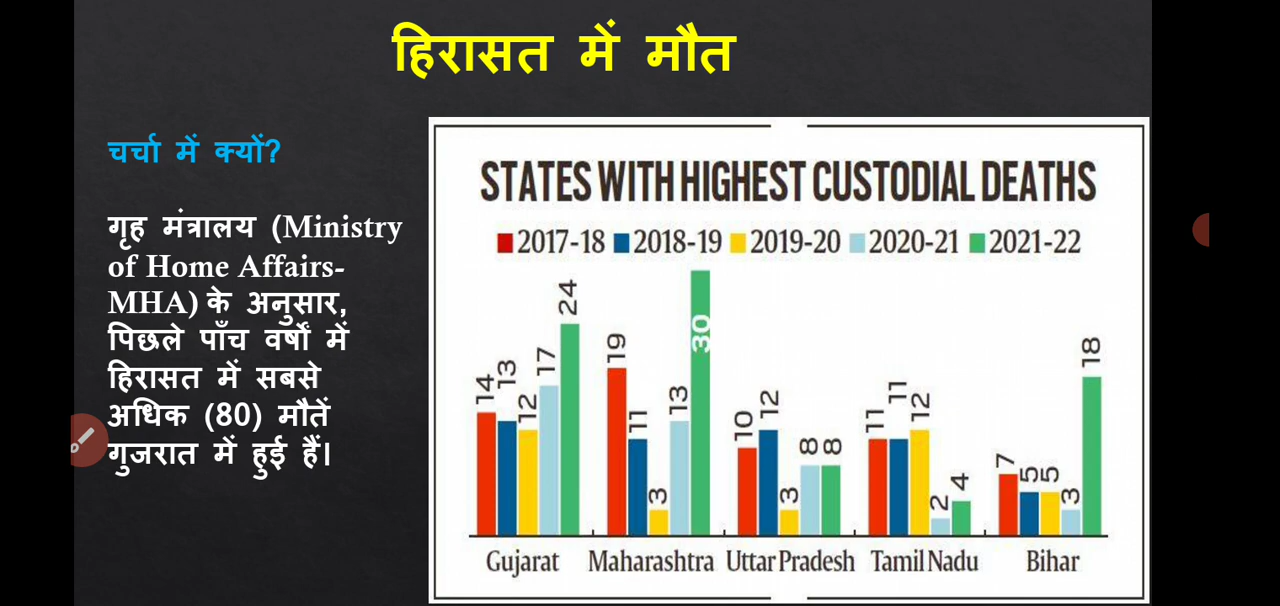 हिरासत में मौत
चर्चा में क्यों?
गृह मंत्रालय (Ministry
of Home Affairs-
MHA) के अनुसार,
पिछले पाँच वर्षों में
हिरासत में सबसे
अधिक (80) मौतें
गुजरात में हुई हैं।
STATES WITH HIGHEST CUSTODIAL DEATHS
2017-18 2018-19 2019-20 2020-21 2021-22
14 13 12 17 24
19 11 3 13 30
10 12 3 8 8
11 11 12 2 4
7 5 5 3 18
Gujarat Maharashtra Uttar Pradesh Tamil Nadu Bihar